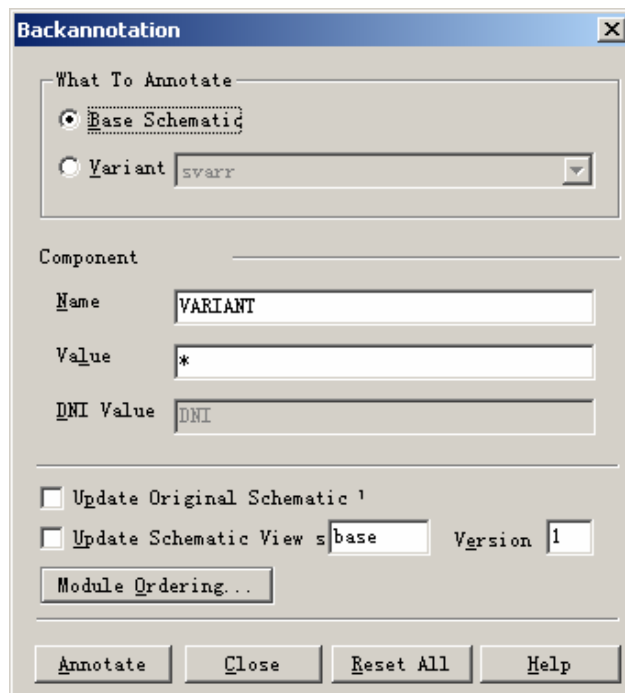 Backannotation
What To Annotate
Base Schematic
Variant svarr
Component
Name VARIANT
Value *
DNI Value DNI
Update Original Schematic
Update Schematic View s base Version 1
Module Ordering...
Annotate Close Reset All Help